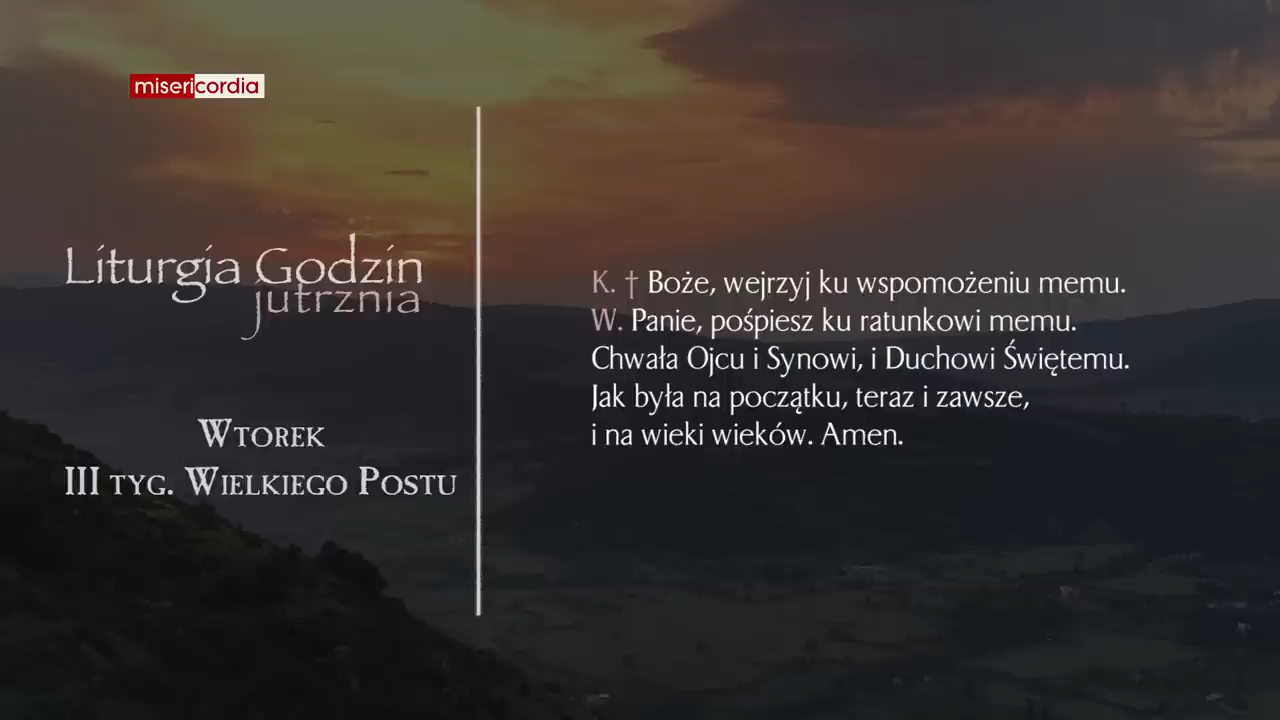 misericordia
Liturgia Godzin
jutrznia
Wtorek
III tyg. Wielkiego Postu
K. † Boże, wejrzyj ku wspomożeniu memu.
W. Panie, pośpiesz ku ratunkowi memu.
Chwała Ojcu i Synowi, i Duchowi Świętemu.
Jak była na początku, teraz i zawsze,
i na wieki wieków. Amen.